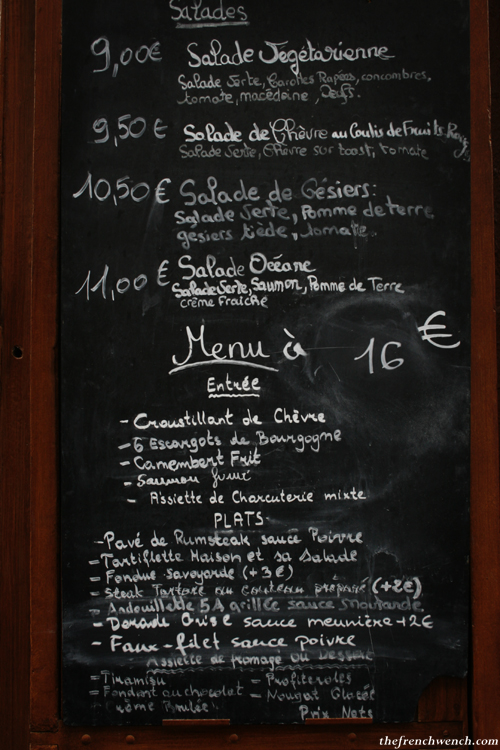 Salades
9,00€ Salade Végétarienne
Salade Verte, Carottes Rapées, concombres,
tomate, macédoine, Oeufs.
9,50€ Salade de Chèvre au Coulis de Fruits Rouges
Salade Verte, Chèvre sur toast, tomate
10,50€ Salade de Gésiers:
Salade Verte, Pomme de terre
gésiers tiède, tomate..
11,00€ Salade Océane
Salade Verte, Saumon, Pomme de Terre
crème fraîche
Menu à 16€
Entrée
- Croustillant de Chèvre
- 6 Escargots de Bourgogne
- Camembert Frit
- Saumon fumé
- Assiette de Charcuterie mixte
PLATS
- Pavé de Rumsteak sauce Poivre
- Tartiflette Maison et sa Salade
- Fondue savoyarde (+3€)
- Steak Tartare au couteau préparé (+2€)
- Andouillette 5A grillée sauce moutarde
- Dorade Grise sauce meunière +2€
- Faux-filet sauce poivre
Assiette de fromage ou Dessert
- Tiramisu - Profiteroles
- Fondant au chocolat - Nougat Glacé
crème Brulée
Prix Nets
thefrenchwench.com